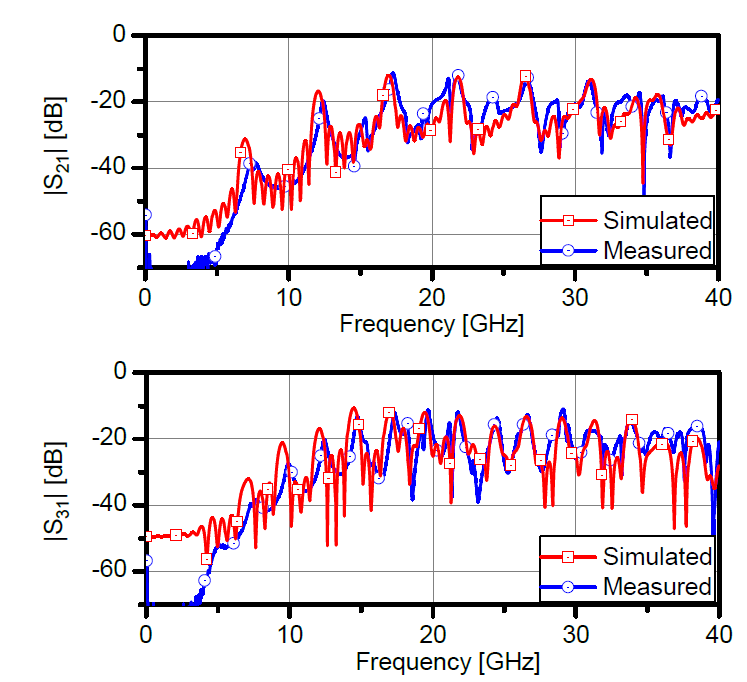 0
-20
-40
-60
|S21| [dB]
Simulated
Measured
0 10 20 30 40
Frequency [GHz]
0
-20
-40
-60
|S31| [dB]
Simulated
Measured
0 10 20 30 40
Frequency [GHz]